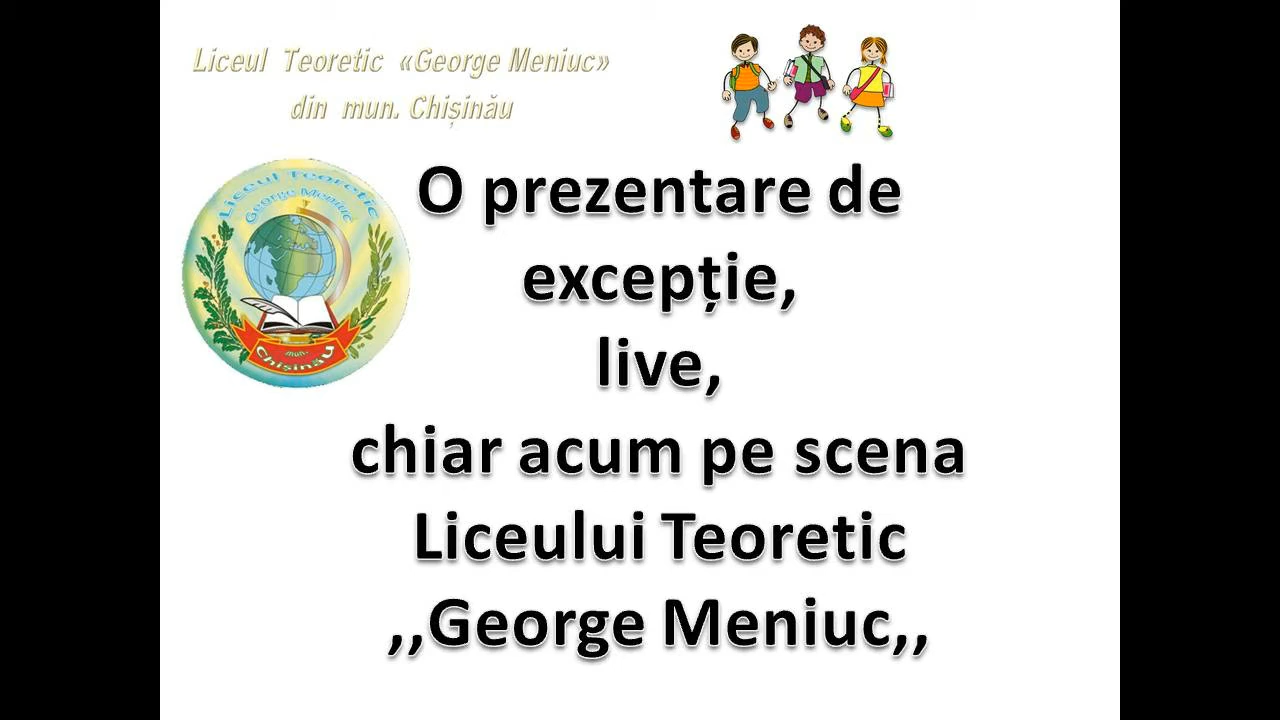 Liceul Teoretic «George Meniuc»
din mun. Chișinău
Liceul Teoretic
George Meniuc
mun.
Chișinău
O prezentare de
excepție,
live,
chiar acum pe scena
Liceului Teoretic
,,George Meniuc,,